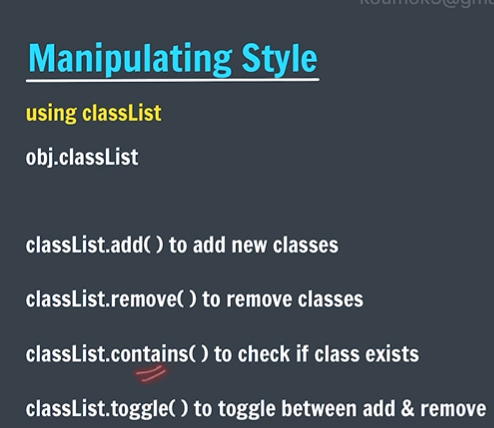 Manipulating Style
using classList
obj.classList
classList.add( ) to add new classes
classList.remove( ) to remove classes
classList.contains( ) to check if class exists
classList.toggle( ) to toggle between add & remove